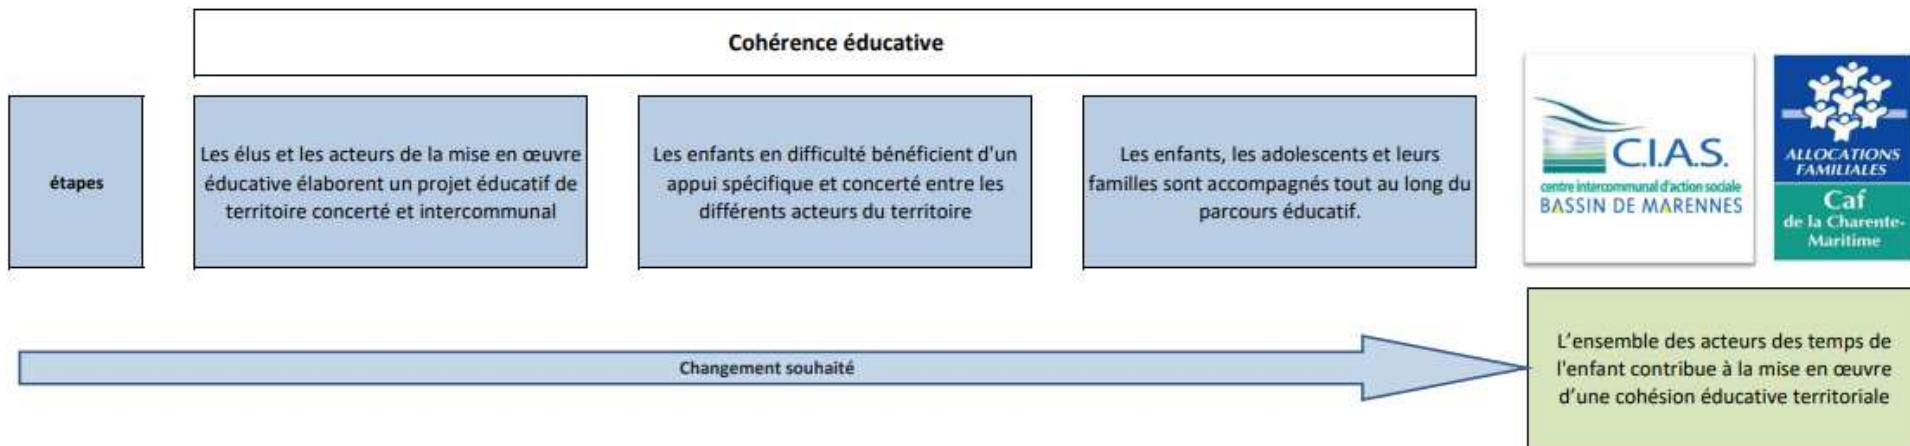 Cohérence éducative
étapes
Les élus et les acteurs de la mise en œuvre
éducative élaborent un projet éducatif de
territoire concerté et intercommunal
Les enfants en difficulté bénéficient d'un
appui spécifique et concerté entre les
différents acteurs du territoire
Les enfants, les adolescents et leurs
familles sont accompagnés tout au long du
parcours éducatif.
C.I.A.S.
centre intercommunal d'action sociale
BASSIN DE MARENNES
ALLOCATIONS
FAMILIALES
Caf
de la Charente-
Maritime
Changement souhaité
L'ensemble des acteurs des temps de
l'enfant contribue à la mise en œuvre
d'une cohésion éducative territoriale